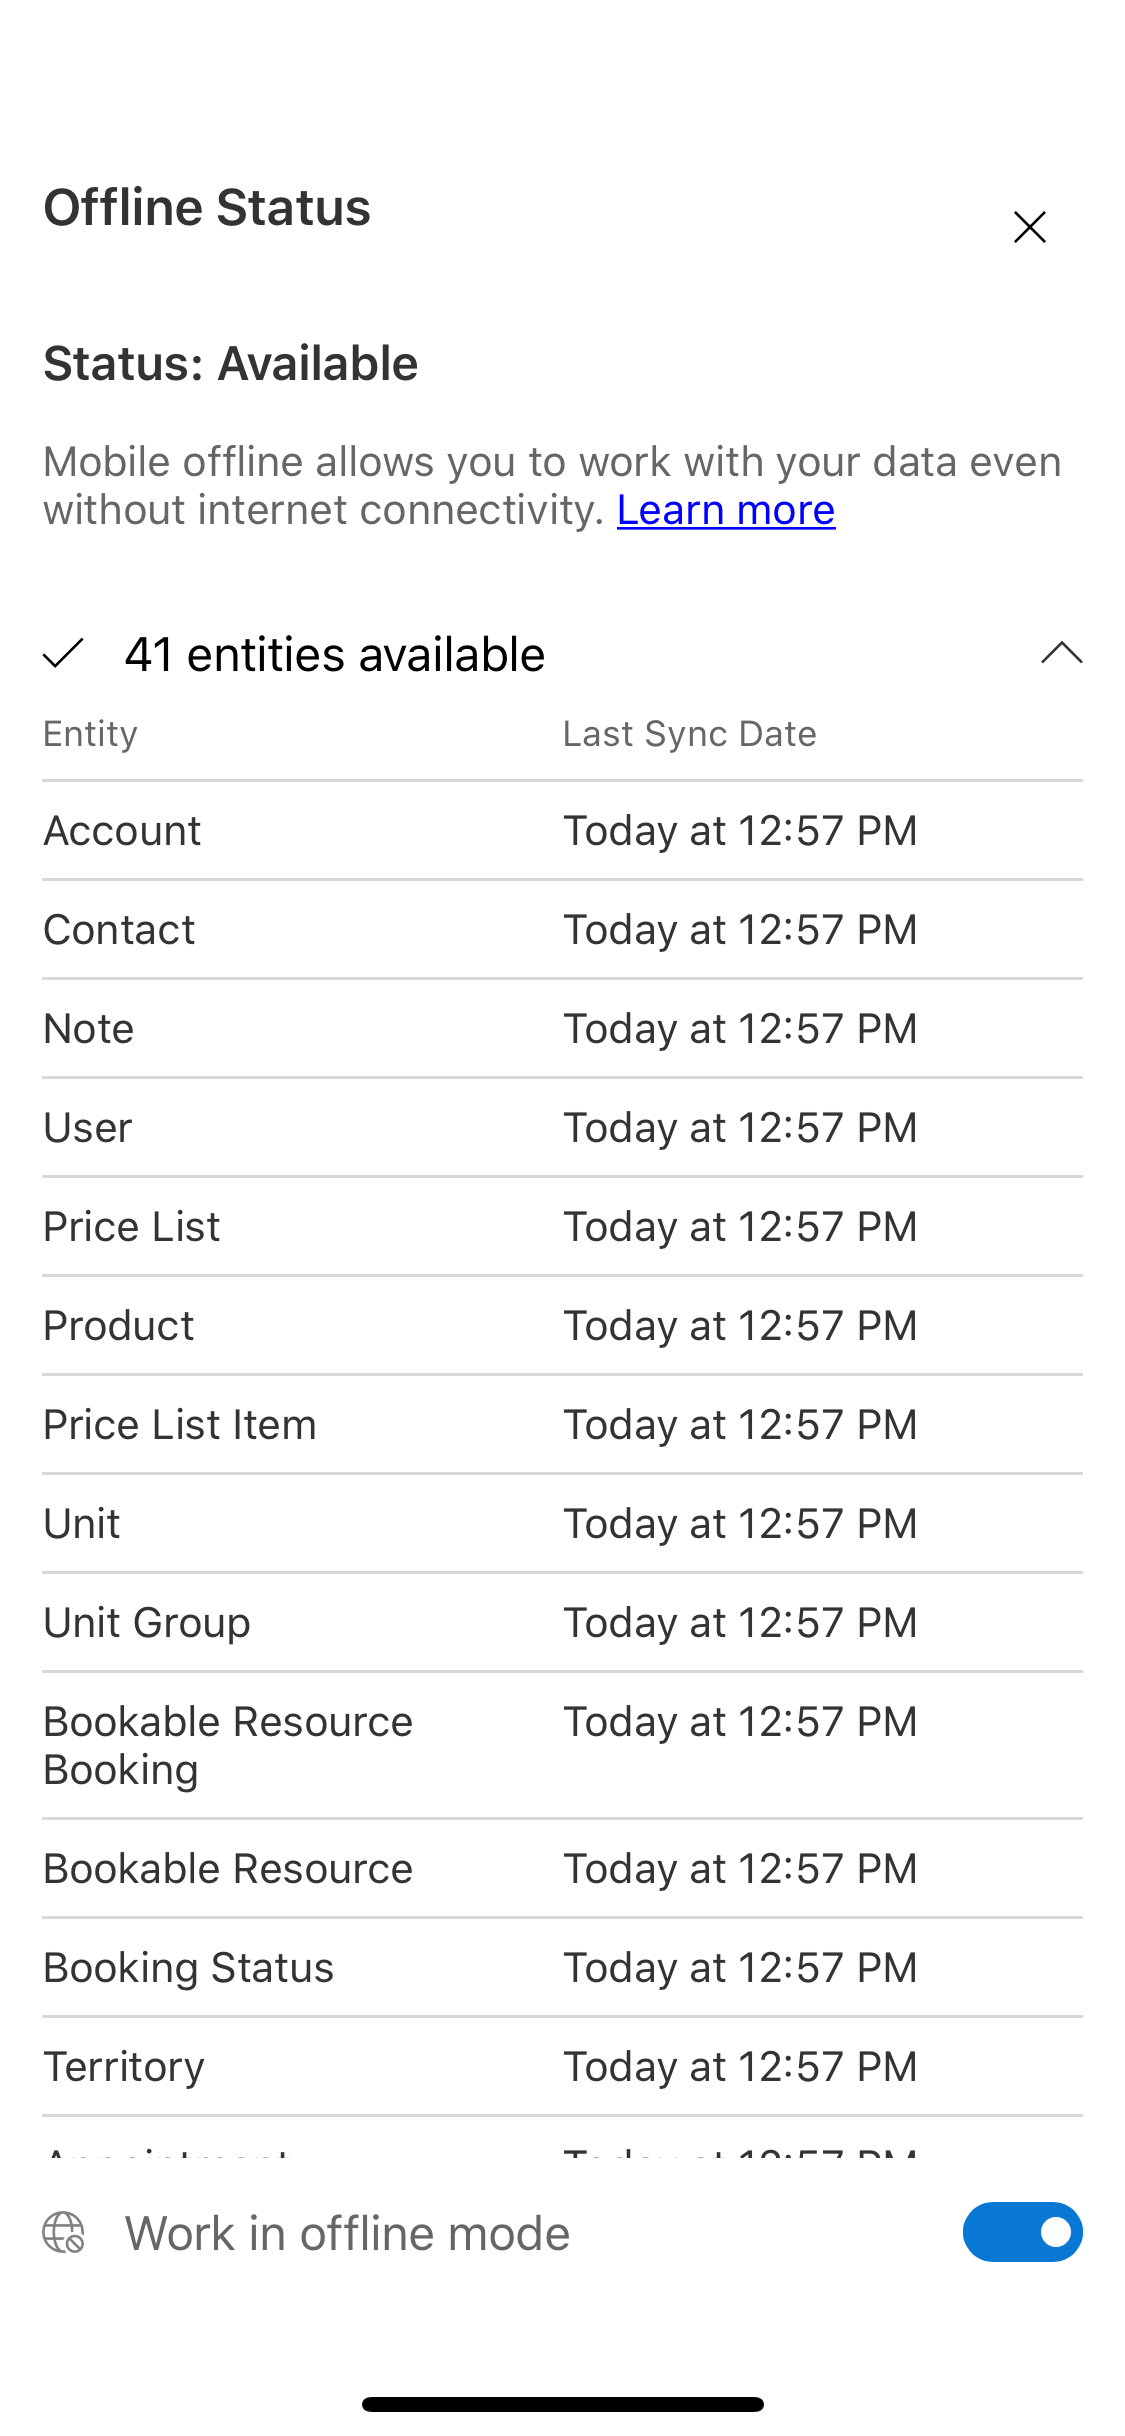 Offline Status
Status: Available
Mobile offline allows you to work with your data even
without internet connectivity. Learn more
41 entities available
Entity Last Sync Date
Account Today at 12:57 PM
Contact Today at 12:57 PM
Note Today at 12:57 PM
User Today at 12:57 PM
Price List Today at 12:57 PM
Product Today at 12:57 PM
Price List Item Today at 12:57 PM
Unit Today at 12:57 PM
Unit Group Today at 12:57 PM
Bookable Resource Today at 12:57 PM
Booking
Bookable Resource Today at 12:57 PM
Booking Status Today at 12:57 PM
Territory Today at 12:57 PM
Appointment Today at 12:57 PM
Work in offline mode